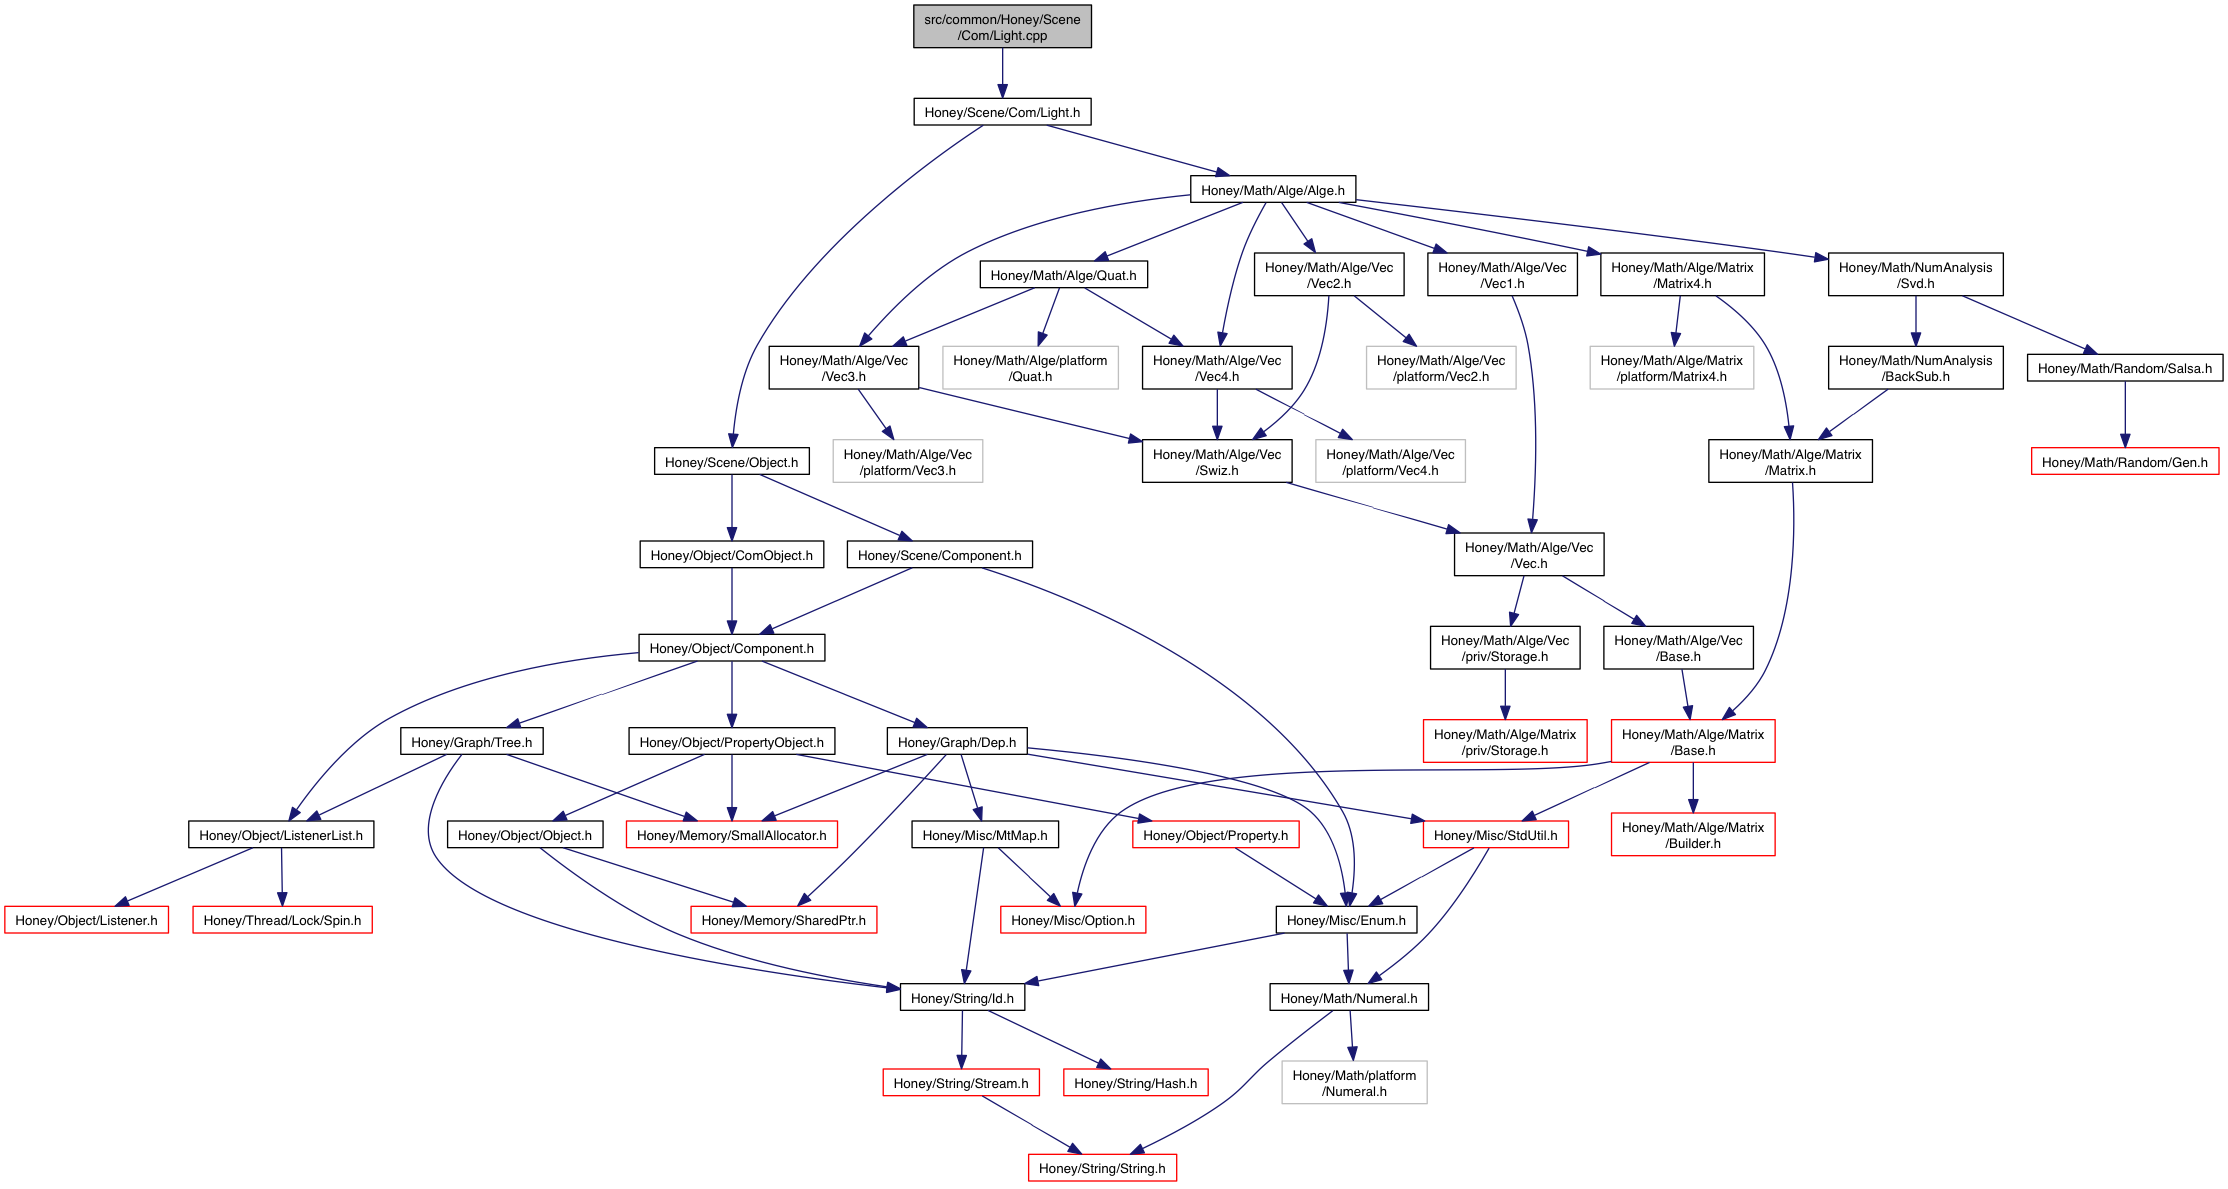 src/common/Honey/Scene
/Com/Light.cpp
Honey/Scene/Com/Light.h
Honey/Math/Alge/Alge.h
Honey/Math/Alge/Quat.h
Honey/Math/Alge/Vec
/Vec2.h
Honey/Math/Alge/Vec
/Vec1.h
Honey/Math/Alge/Matrix
/Matrix4.h
Honey/Math/NumAnalysis
/Svd.h
Honey/Math/Alge/Vec
/Vec3.h
Honey/Math/Alge/platform
/Quat.h
Honey/Math/Alge/Vec
/Vec4.h
Honey/Math/Alge/Vec
/platform/Vec2.h
Honey/Math/Alge/Matrix
/platform/Matrix4.h
Honey/Math/NumAnalysis
/BackSub.h
Honey/Math/Random/Salsa.h
Honey/Scene/Object.h
Honey/Math/Alge/Vec
/platform/Vec3.h
Honey/Math/Alge/Vec
/Swiz.h
Honey/Math/Alge/Vec
/platform/Vec4.h
Honey/Math/Alge/Matrix
/Matrix.h
Honey/Math/Random/Gen.h
Honey/Object/ComObject.h
Honey/Scene/Component.h
Honey/Math/Alge/Vec
/Vec.h
Honey/Object/Component.h
Honey/Math/Alge/Vec
/priv/Storage.h
Honey/Math/Alge/Vec
/Base.h
Honey/Graph/Tree.h
Honey/Object/PropertyObject.h
Honey/Graph/Dep.h
Honey/Math/Alge/Matrix
/priv/Storage.h
Honey/Math/Alge/Matrix
/Base.h
Honey/Object/ListenerList.h
Honey/Object/Object.h
Honey/Memory/SmallAllocator.h
Honey/Misc/MtMap.h
Honey/Object/Property.h
Honey/Misc/StdUtil.h
Honey/Math/Alge/Matrix
/Builder.h
Honey/Object/Listener.h
Honey/Thread/Lock/Spin.h
Honey/Memory/SharedPtr.h
Honey/Misc/Option.h
Honey/Misc/Enum.h
Honey/String/Id.h
Honey/Math/Numeral.h
Honey/String/Stream.h
Honey/String/Hash.h
Honey/Math/platform
/Numeral.h
Honey/String/String.h